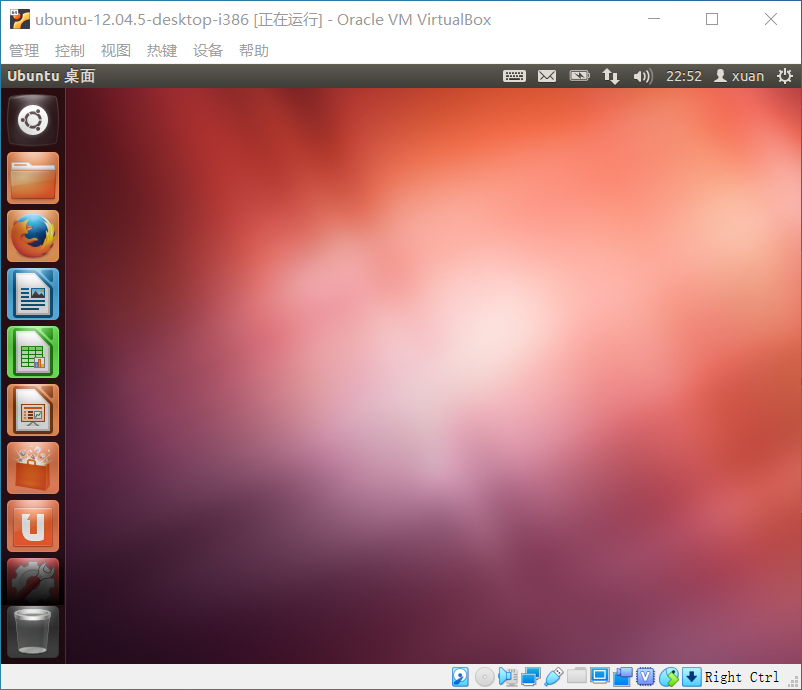 ubuntu-12.04.5-desktop-i386 [正在运行] - Oracle VM VirtualBox
管理 控制 视图 热键 设备 帮助
Ubuntu 桌面 22:52 xuan
Right Ctrl